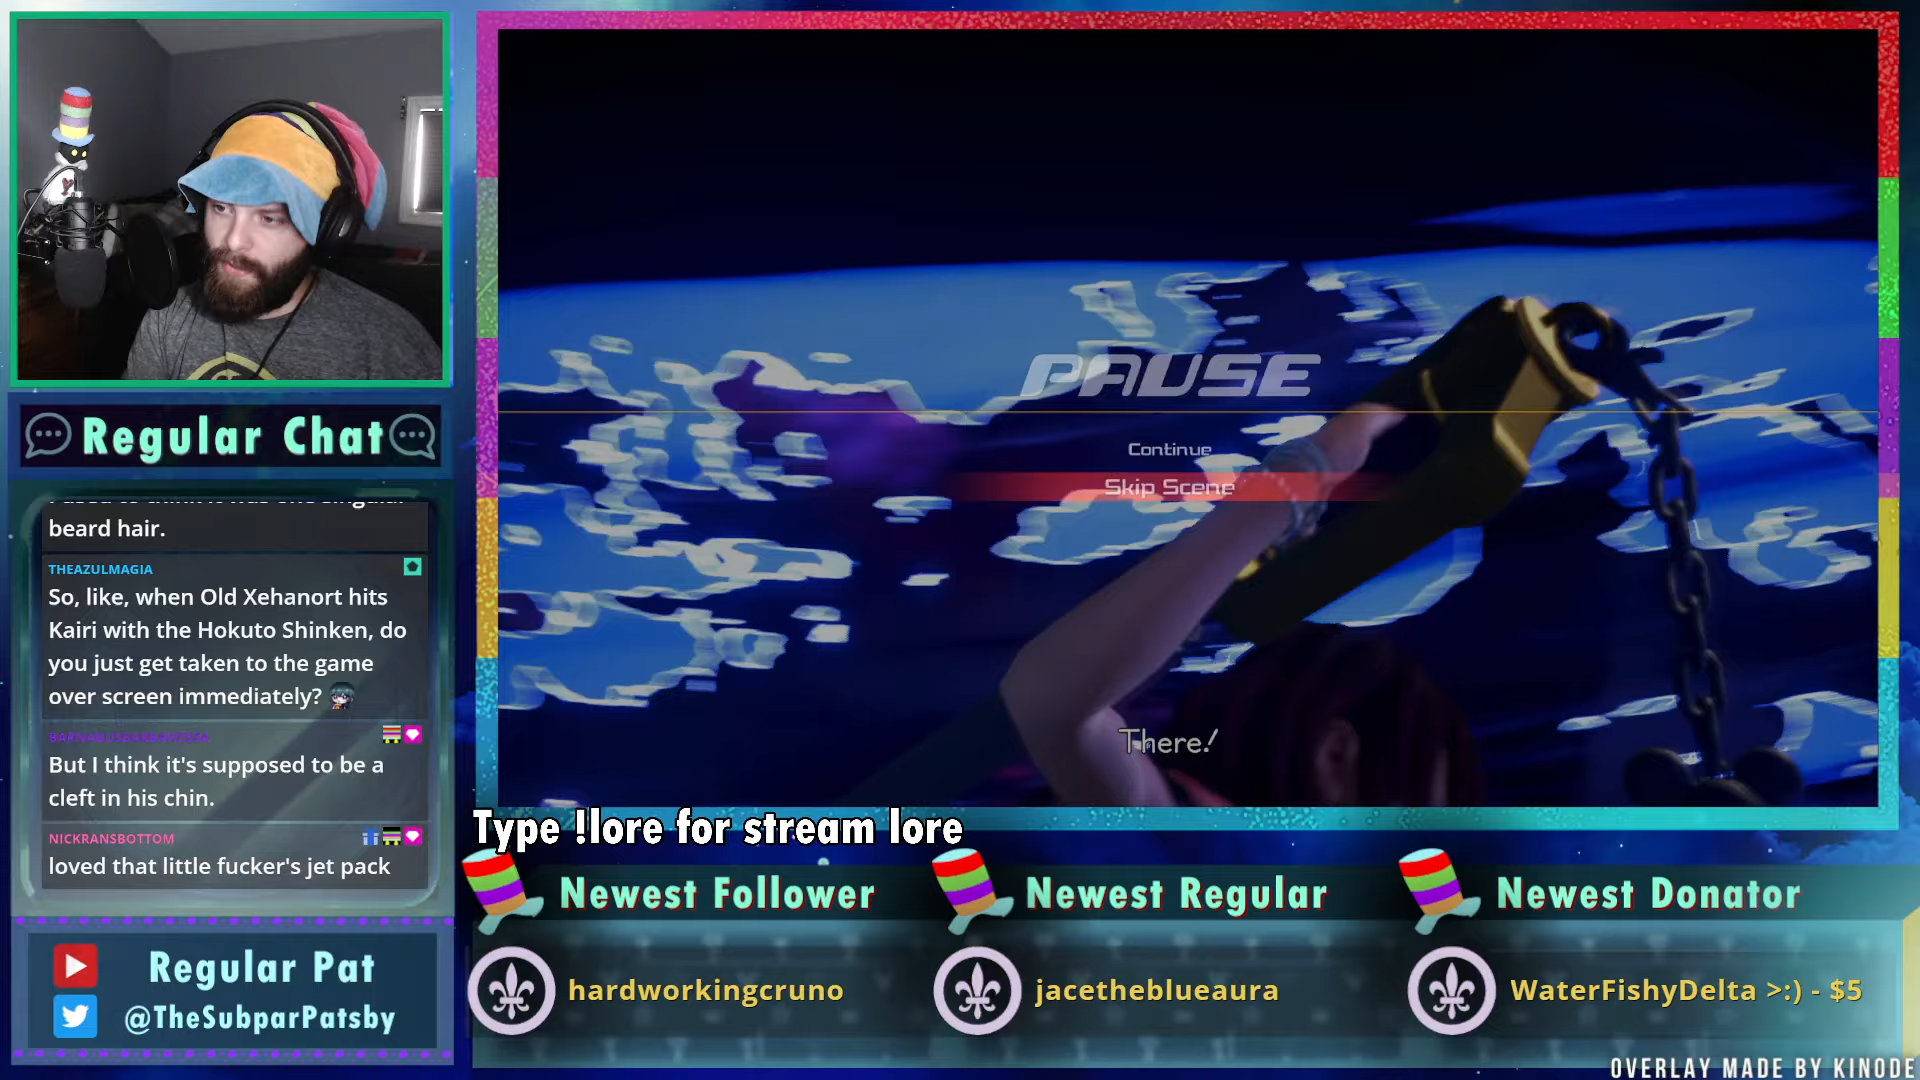 Regular Chat
beard hair.
THEAZULMAGIA
So, like, when Old Xehanort hits
Kairi with the Hokuto Shinken, do
you just get taken to the game
over screen immediately?
But I think it's supposed to be a
cleft in his chin.
NICKRANSBOTTOM
loved that little fucker's jet pack
Regular Pat
@TheSubparPatsby
PAUSE
Continue
Skip Scene
There!
Type !lore for stream lore
Newest Follower
hardworkingcruno
Newest Regular
jacetheblueaura
Newest Donator
WaterFishyDelta >:) - $5
OVERLAY MADE BY KINODE